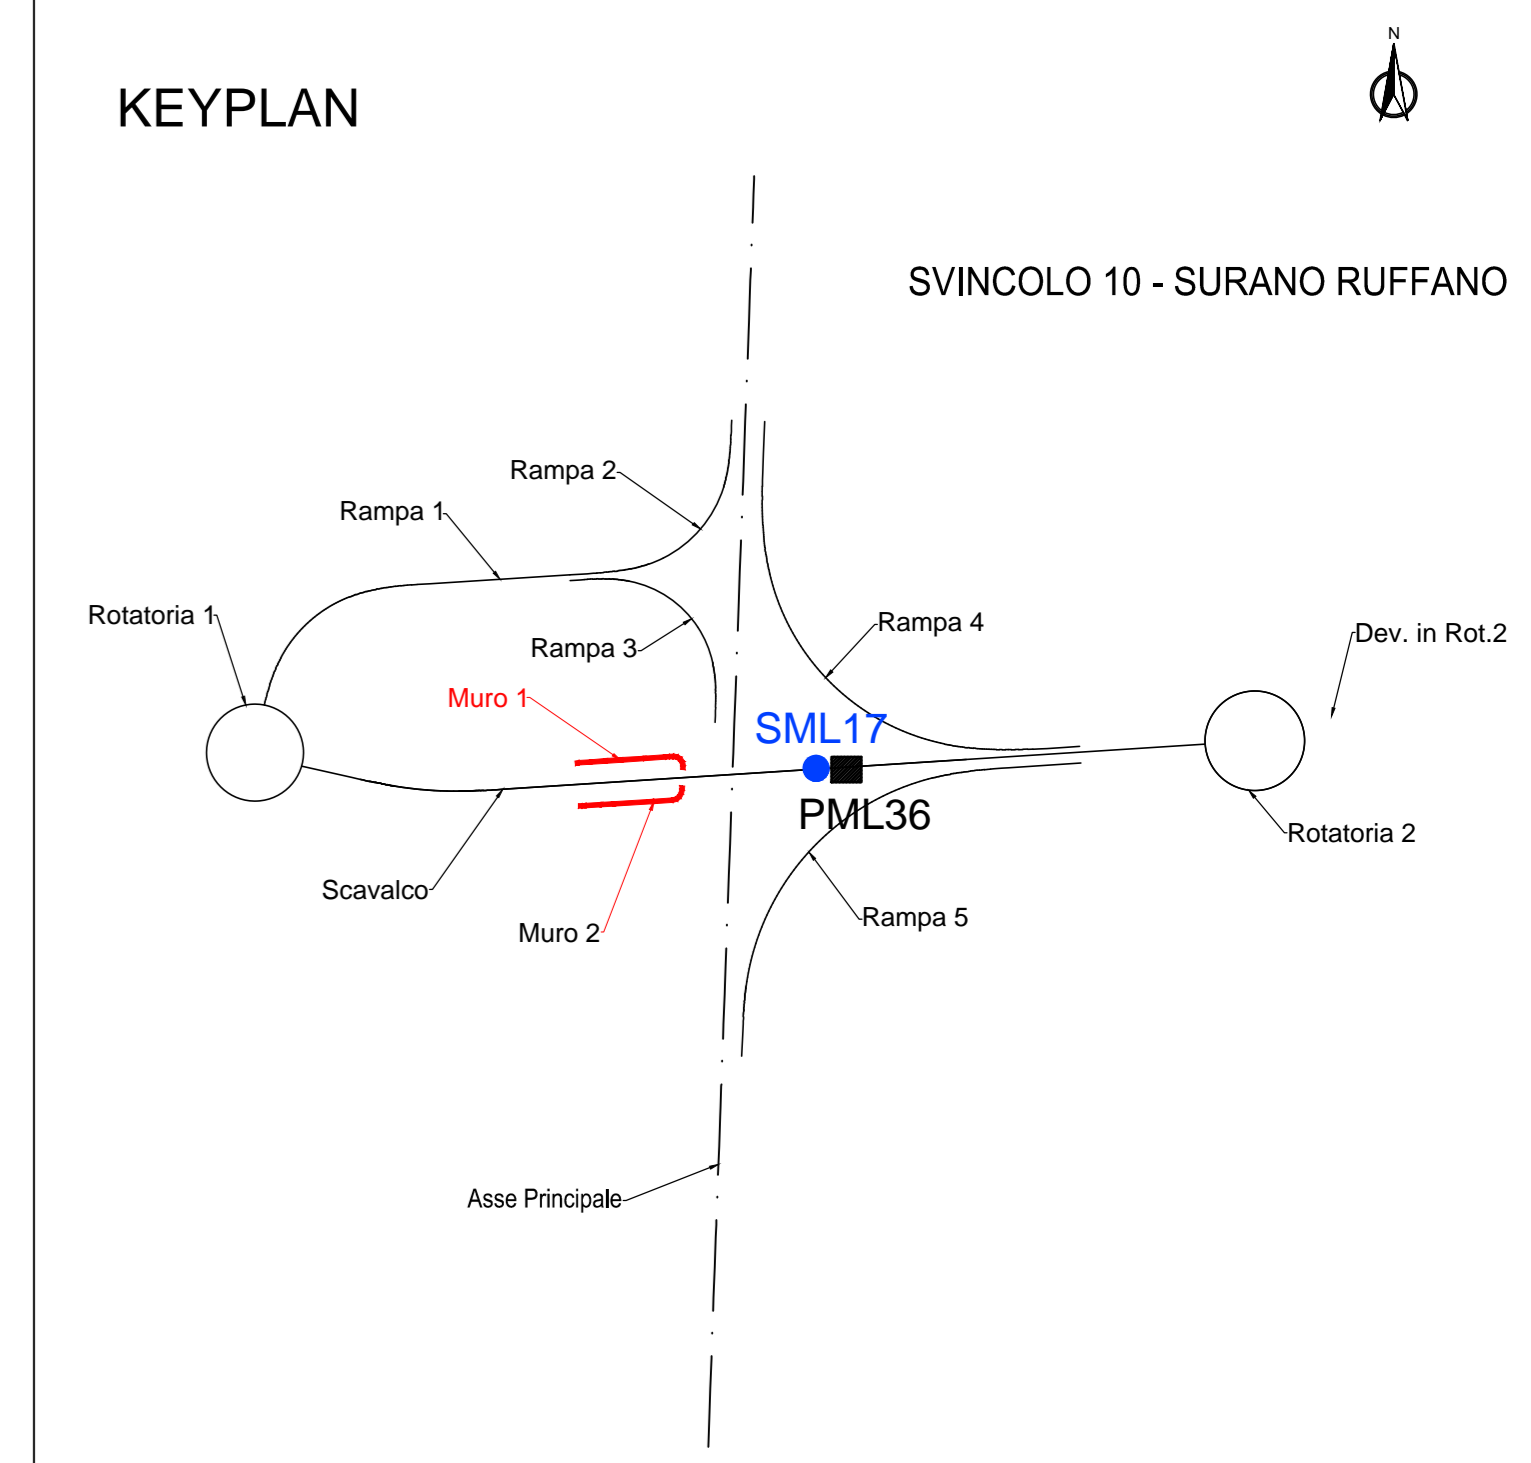 N
KEYPLAN
SVINCOLO 10 - SURANO RUFFANO
Rampa 2
Rampa 1
Rotatoria 1
Rampa 4
Dev. in Rot.2
Rampa 3
Muro 1
SML17
PML36
Rotatoria 2
Scavalco
Rampa 5
Muro 2
Asse Principale